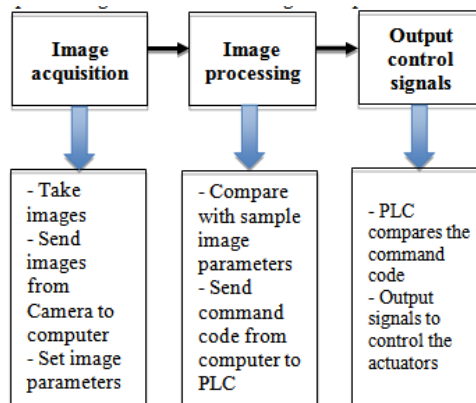 Image
acquisition
Image
processing
Output
control
signals
- Take
images
- Send
images
from
Camera to
computer
- Set image
parameters
- Compare
with sample
image
parameters
- Send
command
code from
computer to
PLC
- PLC
compares the
command
code
- Output
signals to
control the
actuators